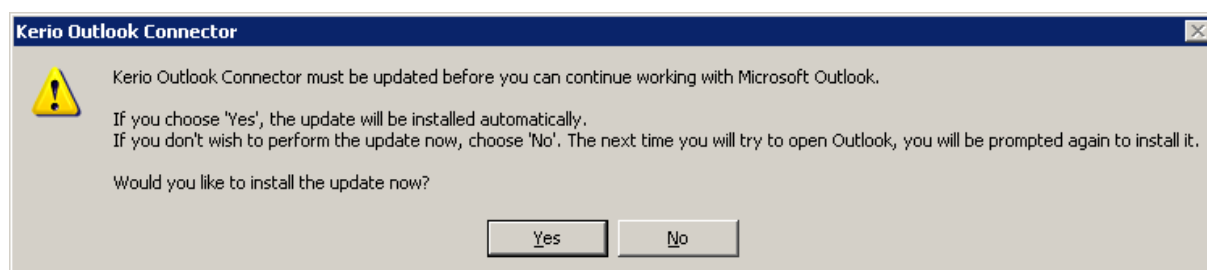 Kerio Outlook Connector
Kerio Outlook Connector must be updated before you can continue working with Microsoft Outlook.
If you choose 'Yes', the update will be installed automatically.
If you don't wish to perform the update now, choose 'No'. The next time you will try to open Outlook, you will be prompted again to install it.
Would you like to install the update now?
Yes No